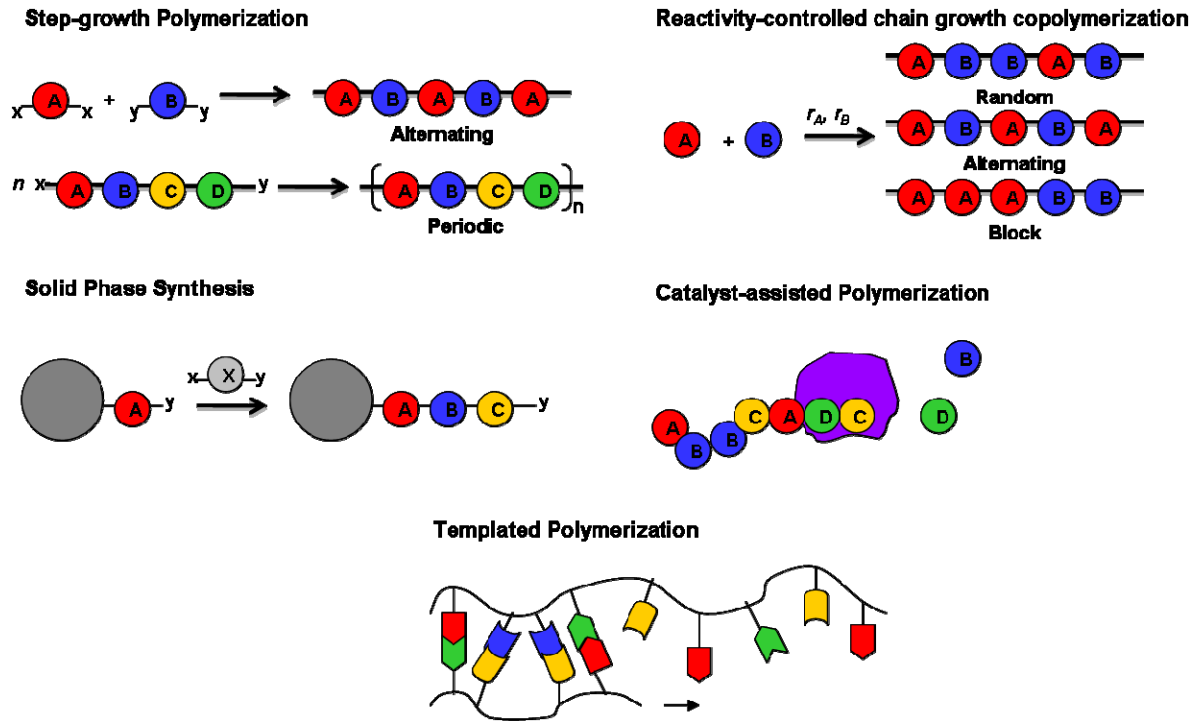 Step-growth Polymerization
Reactivity-controlled chain growth copolymerization
A B B A B
Random
x A x + y B y
A B A B A
Alternating
A + B
rA, rB
A B A B A
Alternating
n x A B C D y
A B C D n
Periodic
A A A B B
Block
Solid Phase Synthesis
Catalyst-assisted Polymerization
A y
x X y
A B C y
A B B C A D C
B
D
Templated Polymerization